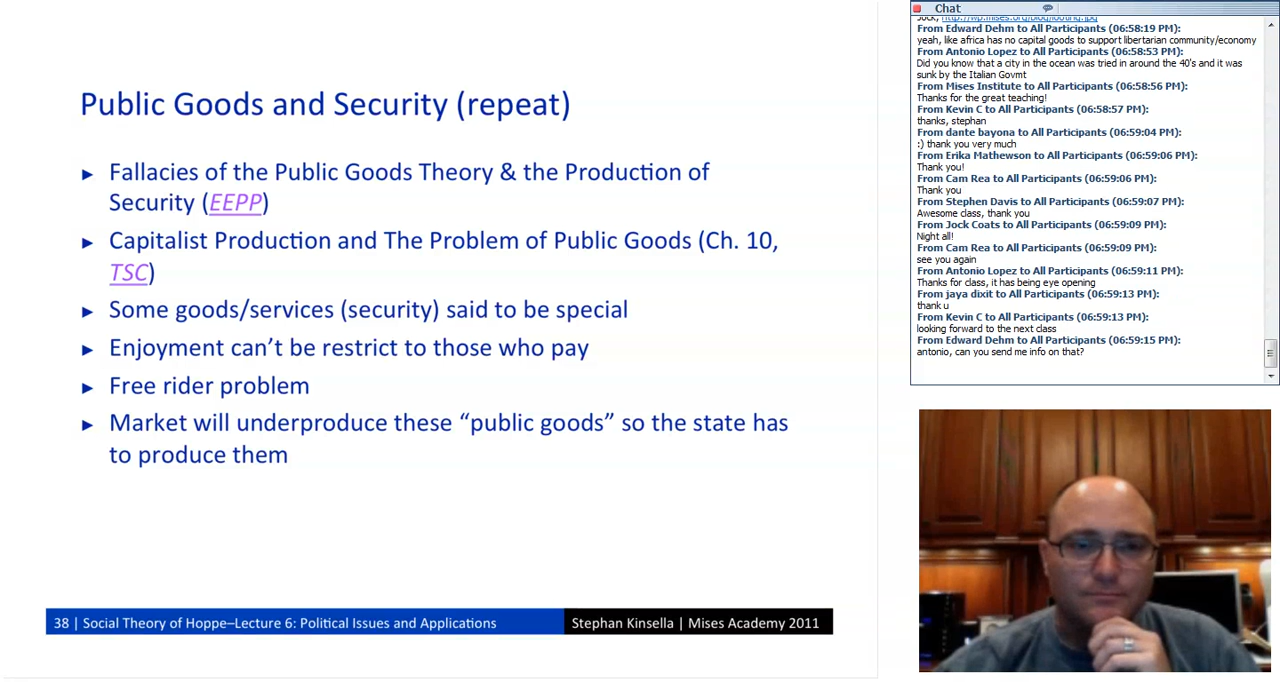 Public Goods and Security (repeat)
► Fallacies of the Public Goods Theory & the Production of
Security (EEPP)
► Capitalist Production and The Problem of Public Goods (Ch. 10,
TSC)
► Some goods/services (security) said to be special
► Enjoyment can't be restrict to those who pay
► Free rider problem
► Market will underproduce these “public goods” so the state has
to produce them
38 | Social Theory of Hoppe–Lecture 6: Political Issues and Applications
Stephan Kinsella | Mises Academy 2011
Chat
Jock, http://wp.mises.org/blog/looting.jpg
From Edward Dehm to All Participants (06:58:19 PM):
yeah, like africa has no capital goods to support libertarian community/economy
From Antonio Lopez to All Participants (06:58:53 PM):
Did you know that a city in the ocean was tried in around the 40's and it was
sunk by the Italian Govmt
From Mises Institute to All Participants (06:58:56 PM):
Thanks for the great teaching!
From Kevin C to All Participants (06:58:57 PM):
thanks, stephan
From dante bayona to All Participants (06:59:04 PM):
:) thank you very much
From Erika Mathewson to All Participants (06:59:06 PM):
Thank you!
From Cam Rea to All Participants (06:59:06 PM):
Thank you
From Stephen Davis to All Participants (06:59:07 PM):
Awesome class, thank you
From Jock Coats to All Participants (06:59:09 PM):
Night all!
From Cam Rea to All Participants (06:59:09 PM):
see you again
From Antonio Lopez to All Participants (06:59:11 PM):
Thanks for class, it has being eye opening
From jaya dixit to All Participants (06:59:13 PM):
thank u
From Kevin C to All Participants (06:59:13 PM):
looking forward to the next class
From Edward Dehm to All Participants (06:59:15 PM):
antonio, can you send me info on that?